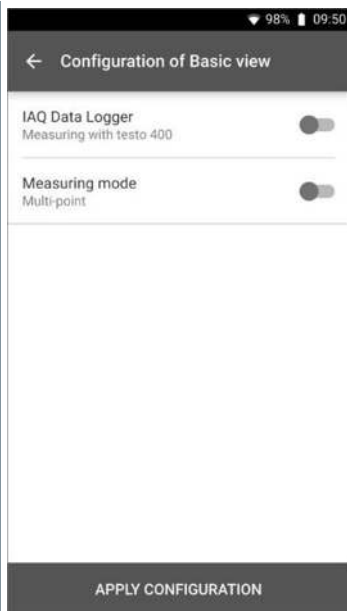 98% 09:50
Configuration of Basic view
IAQ Data Logger
Measuring with testo 400
Measuring mode
Multi-point
APPLY CONFIGURATION